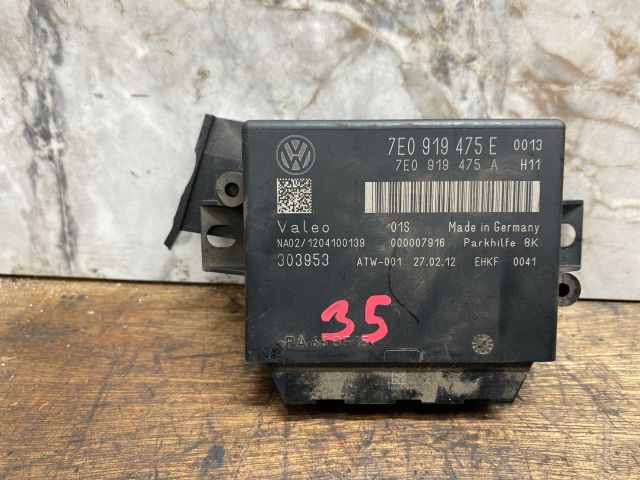 7E0 919 475 E 0013
7E0 919 475 A H11
Valeo 01S Made in Germany
NA02/1204100139 000007916 Parkhilfe 8K
303953 ATW-001 27.02.12 EHKF 0041
35